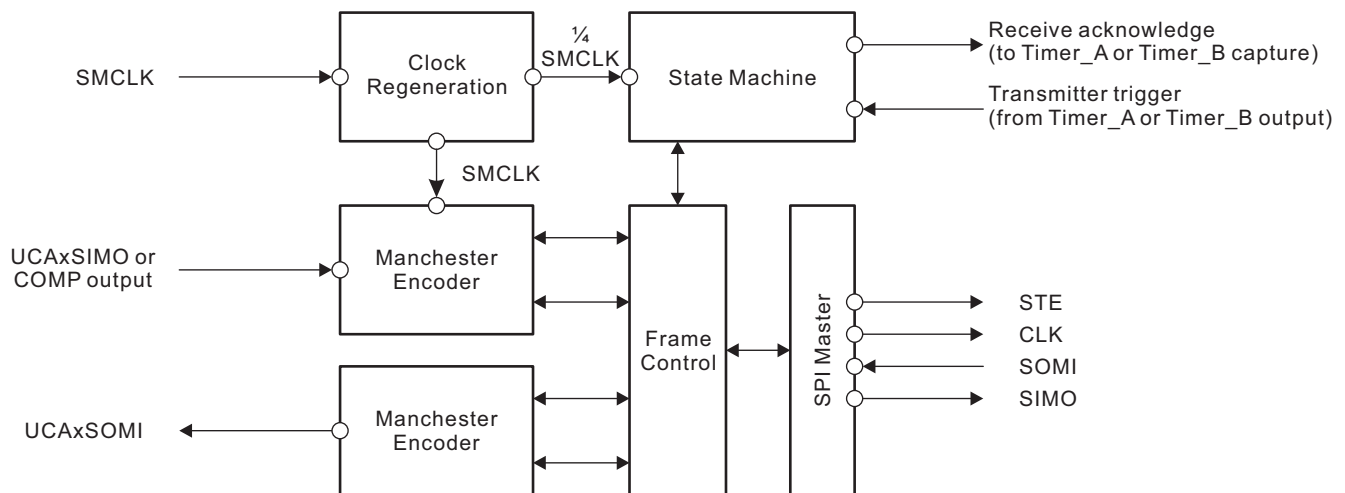 SMCLK
Clock
Regeneration
¼
SMCLK
State Machine
Receive acknowledge
(to Timer_A or Timer_B capture)
Transmitter trigger
(from Timer_A or Timer_B output)
SMCLK
UCAxSIMO or
COMP output
Manchester
Encoder
Frame
Control
SPI Master
STE
CLK
SOMI
SIMO
UCAxSOMI
Manchester
Encoder